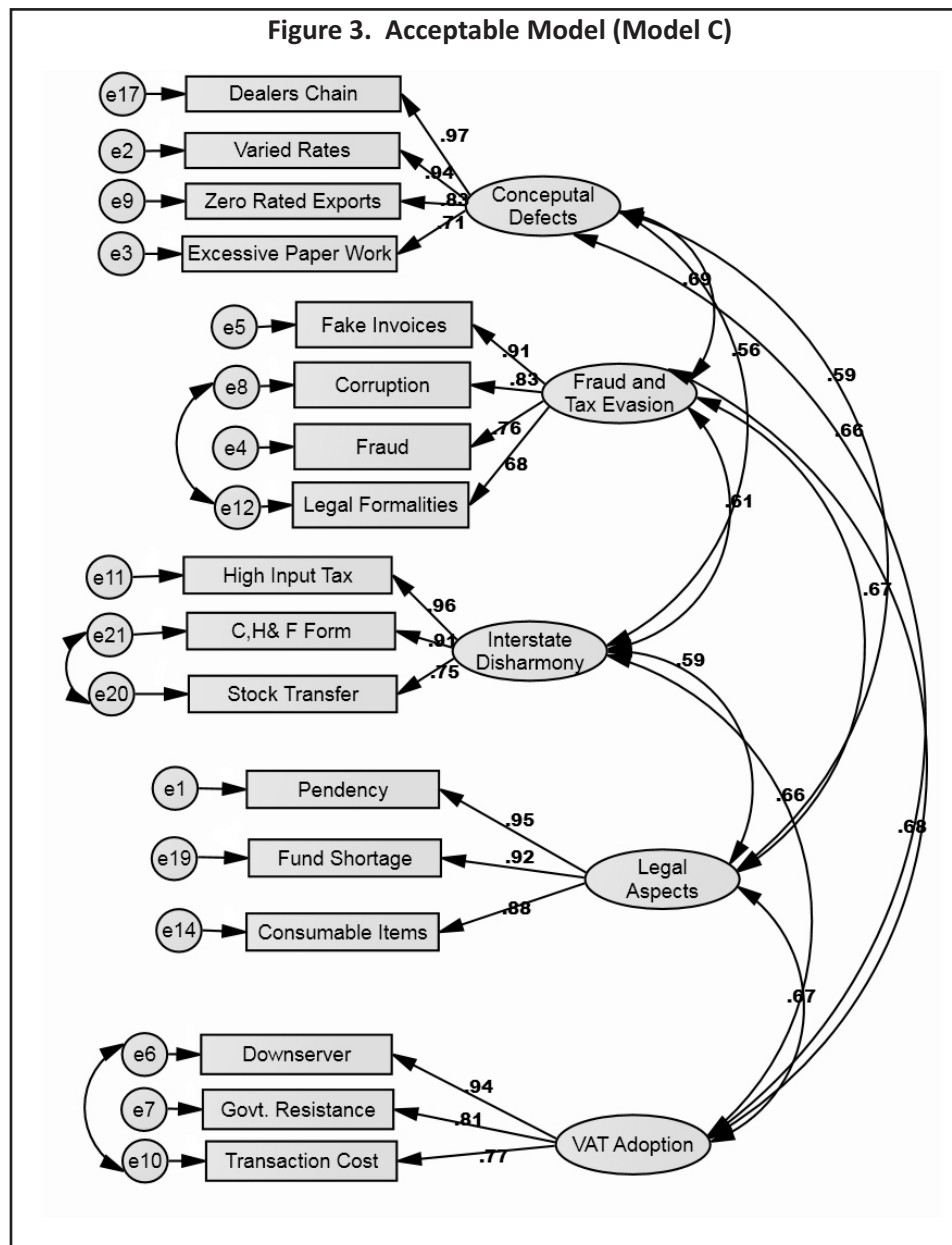 Figure 3. Acceptable Model (Model C)
e17
Dealers Chain
.97
e2
Varied Rates
.94
e9
Zero Rated Exports
.83
e3
Excessive Paper Work
.71
Conceputal
Defects
.69
.56
.59
.66
e5
Fake Invoices
.91
e8
Corruption
.83
e4
Fraud
.76
e12
Legal Formalities
68
Fraud and
Tax Evasion
.61
.67
.68
e11
High Input Tax
.96
e21
C,H& F Form
.91
e20
Stock Transfer
.75
Interstate
Disharmony
.59
.66
e1
Pendency
.95
e19
Fund Shortage
.92
e14
Consumable Items
.88
Legal
Aspects
.67
e6
Downserver
.94
e7
Govt. Resistance
.81
e10
Transaction Cost
.77
VAT Adoption